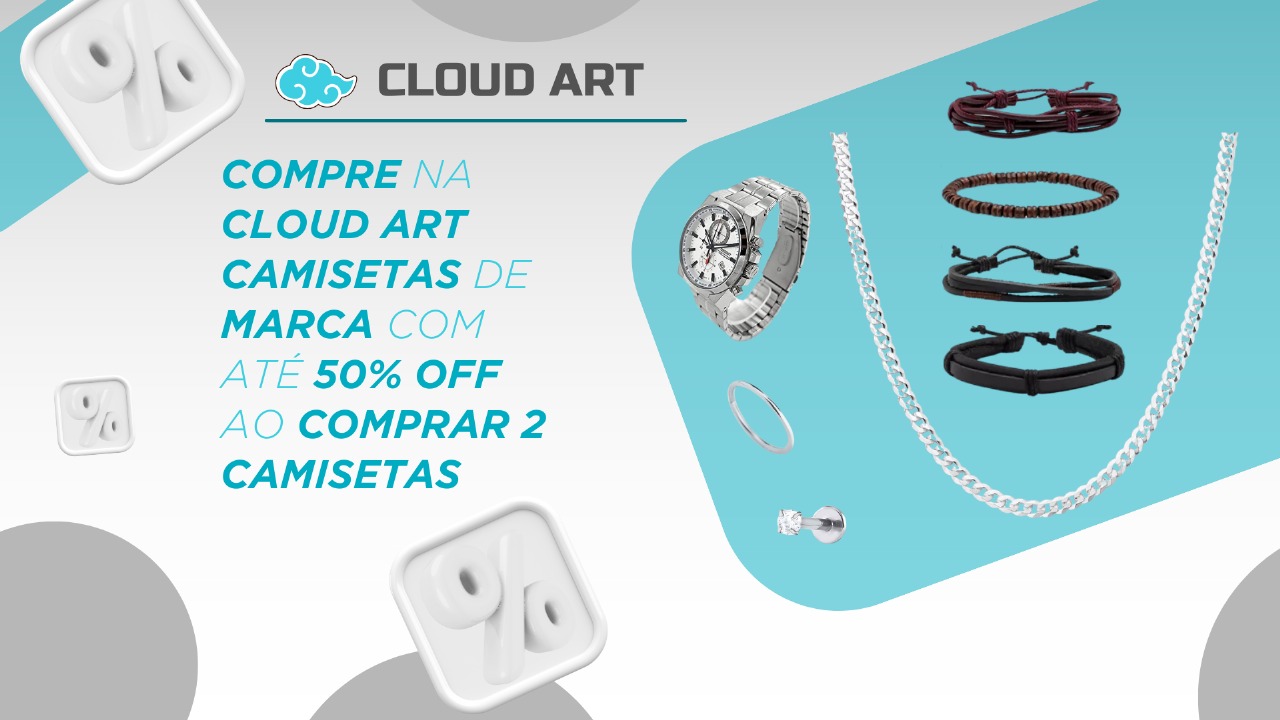 CLOUD ART
COMPRE NA
CLOUD ART
CAMISETAS DE
MARCA COM
ATÉ 50% OFF
AO COMPRAR 2
CAMISETAS
%
%
%